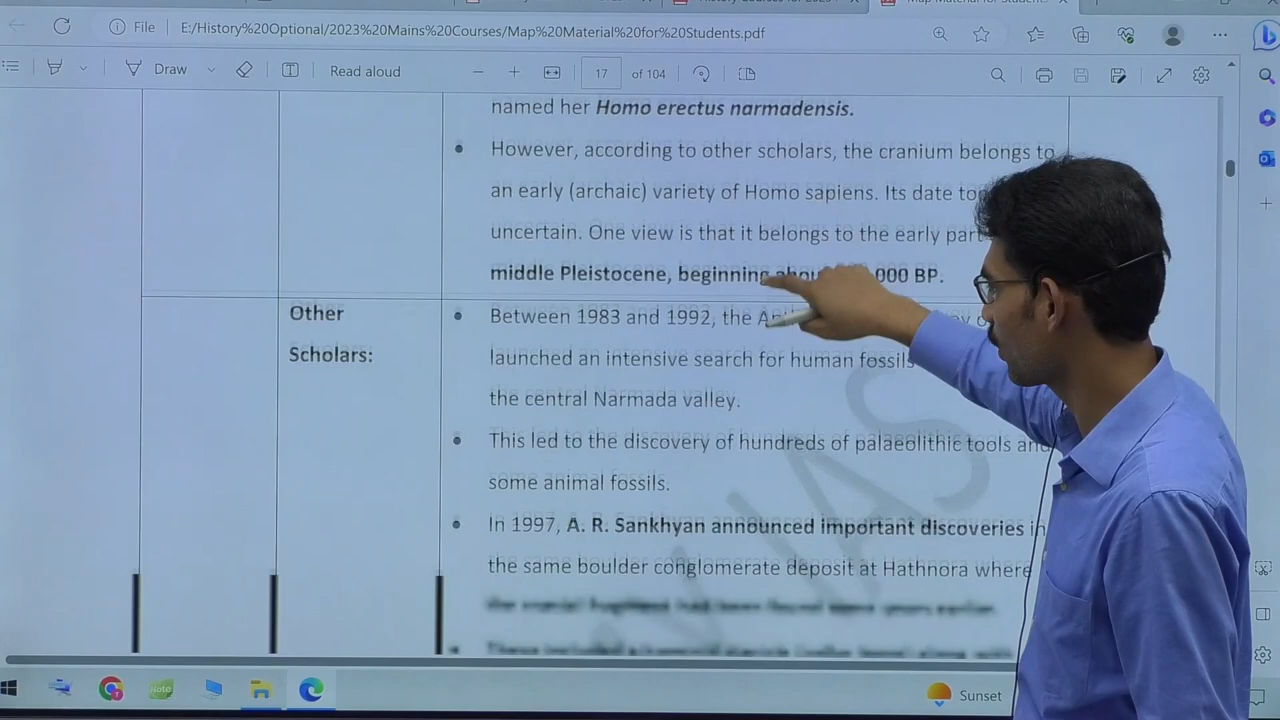 File
E:/History%20Optional/2023%20Mains%20Courses/Map%20Material%20for%20Students.pdf
Draw
Read aloud
17 of 104
named her Homo erectus narmadensis.
However, according to other scholars, the cranium belongs to
an early (archaic) variety of Homo sapiens. Its date
uncertain. One view is that it belongs to the early part
middle Pleistocene, beginning 000 BP.
Other
Scholars:
Between 1983 and 1992, the
launched an intensive search for human fossils
the central Narmada valley.
This led to the discovery of hundreds of palaeolithic tools and
some animal fossils.
In 1997, A. R. Sankhyan announced important discoveries in
the same boulder conglomerate deposit at Hathnora where
IAS
Sunset